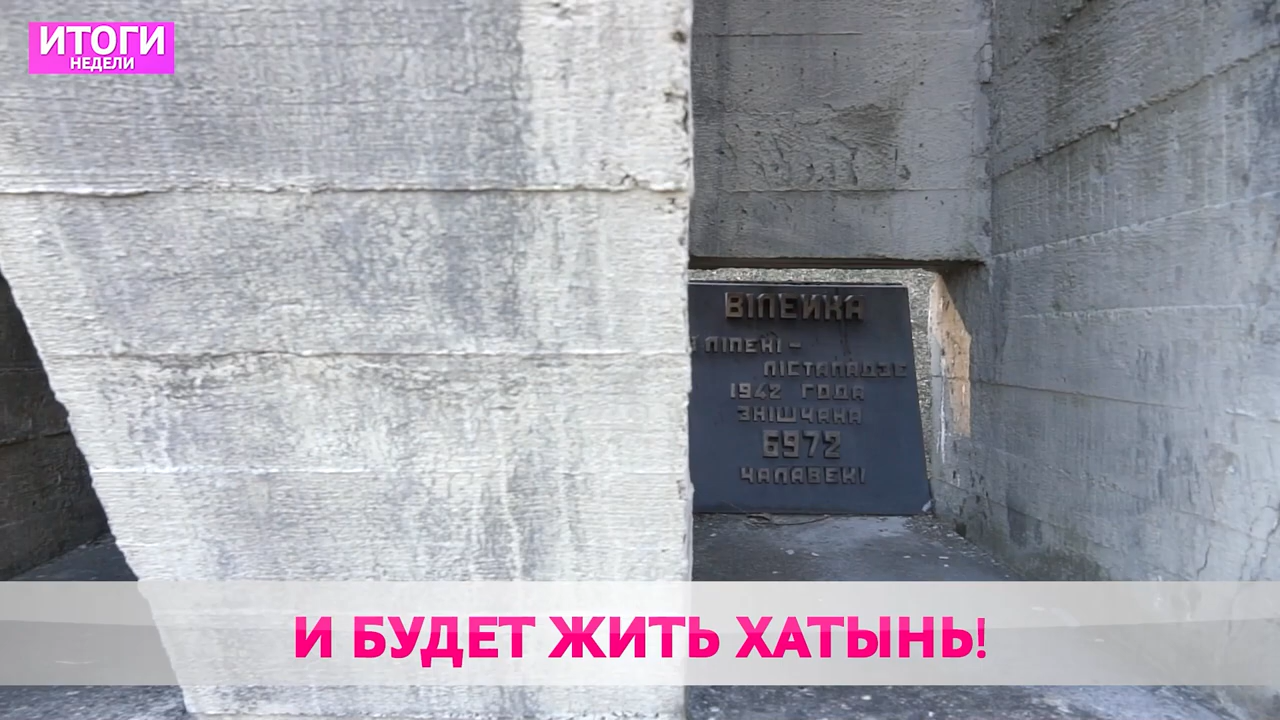 ИТОГИ
НЕДЕЛИ
ВІЛЕЙКА
ЛІПЕНІ –
ЛІСТАПАДЗЕ
1942 ГОДА
ЗНІШЧАНА
6972
ЧАЛАВЕКІ
И БУДЕТ ЖИТЬ ХАТЫНЬ!